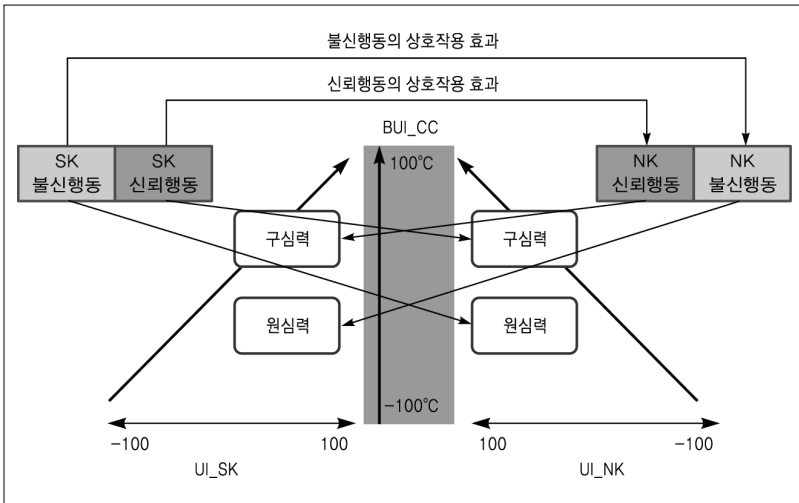 불신행동의 상호작용 효과
신뢰행동의 상호작용 효과
BUI_CC
SK
불신행동
SK
신뢰행동
100℃
NK
신뢰행동
NK
불신행동
구심력
구심력
원심력
원심력
-100℃
-100
100
100
-100
UI_SK
UI_NK